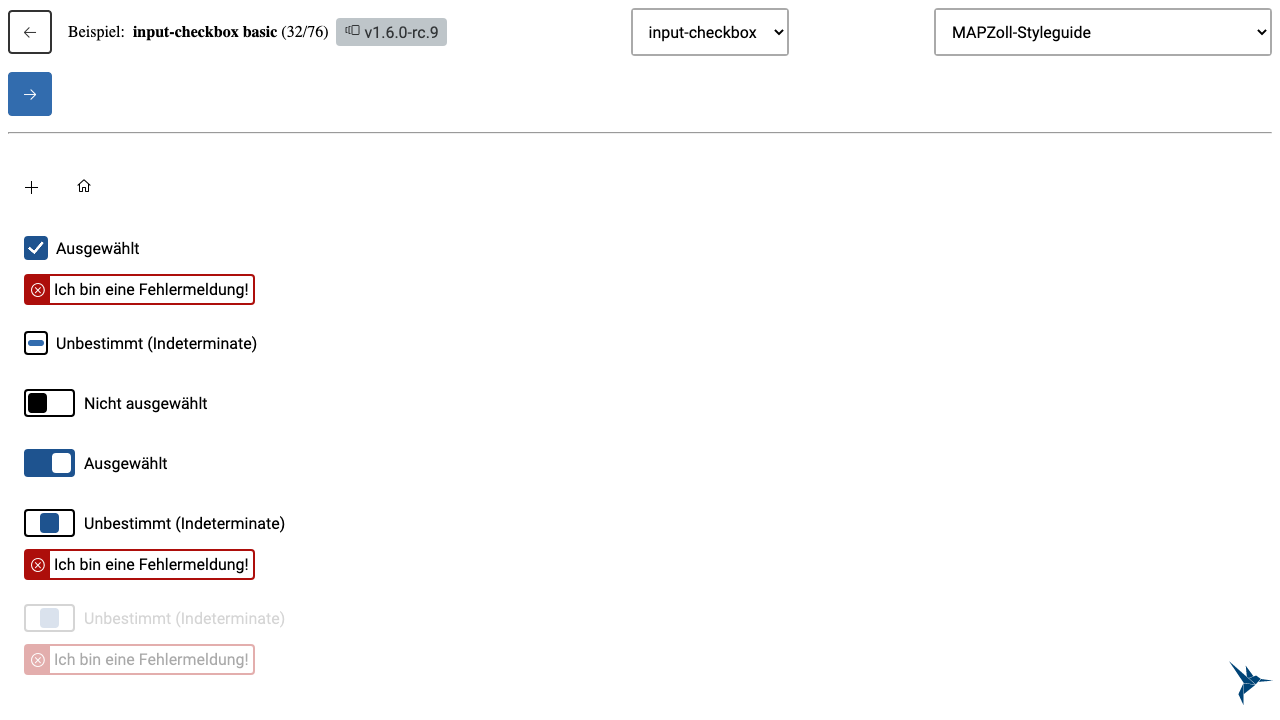 Beispiel: input-checkbox basic (32/76) v1.6.0-rc.9 input-checkbox MAPZoll-Styleguide
Ausgewählt
Ich bin eine Fehlermeldung!
Unbestimmt (Indeterminate)
Nicht ausgewählt
Ausgewählt
Unbestimmt (Indeterminate)
Ich bin eine Fehlermeldung!
Unbestimmt (Indeterminate)
Ich bin eine Fehlermeldung!